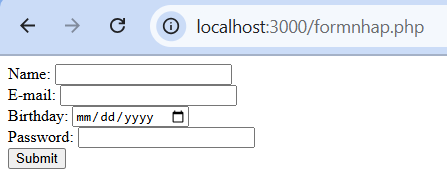 localhost:3000/formnhap.php
Name:
E-mail:
Birthday: mm/dd/yyyy
Password:
Submit